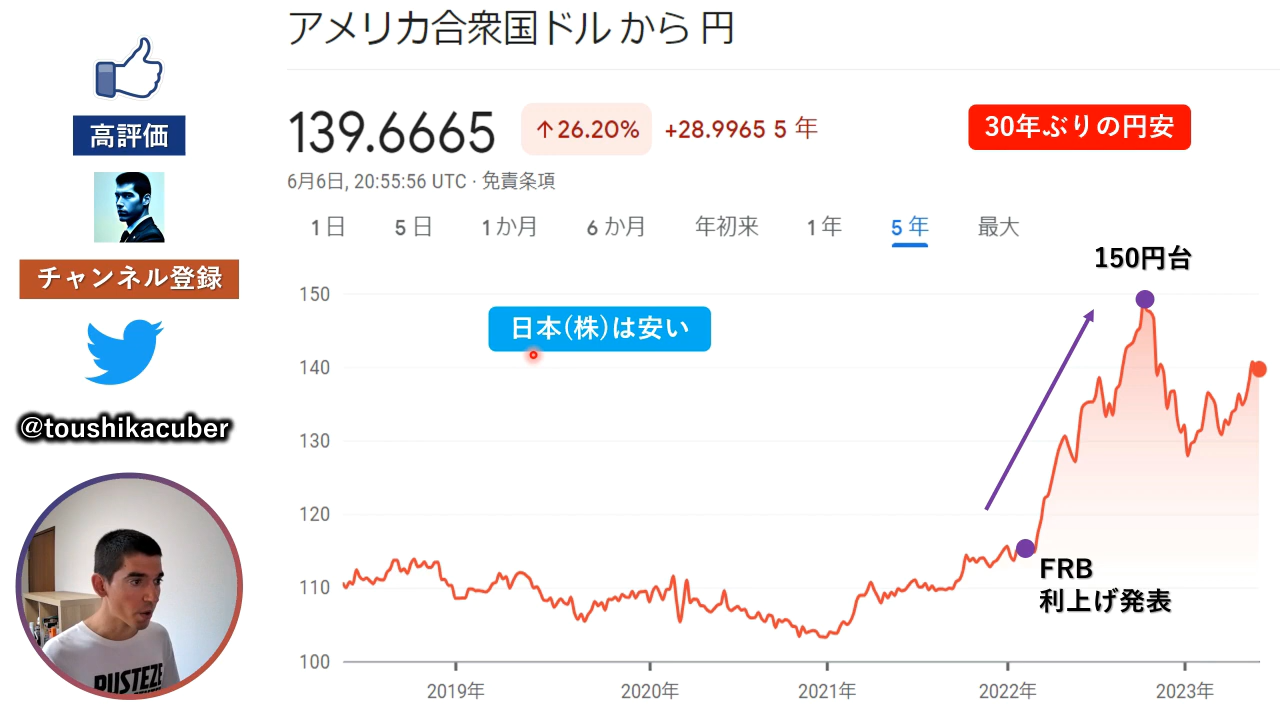 アメリカ合衆国ドル から 円
139.6665
↑26.20%
+28.9965 5 年
30年ぶりの円安
6月6日, 20:55:56 UTC · 免責条項
1 日
5 日
1 か月
6 か月
年初来
1 年
5 年
最大
高評価
チャンネル登録
@toushikacuber
150円台
日本(株)は安い
150
140
130
120
110
100
FRB
利上げ発表
2019年
2020年
2021年
2022年
2023年